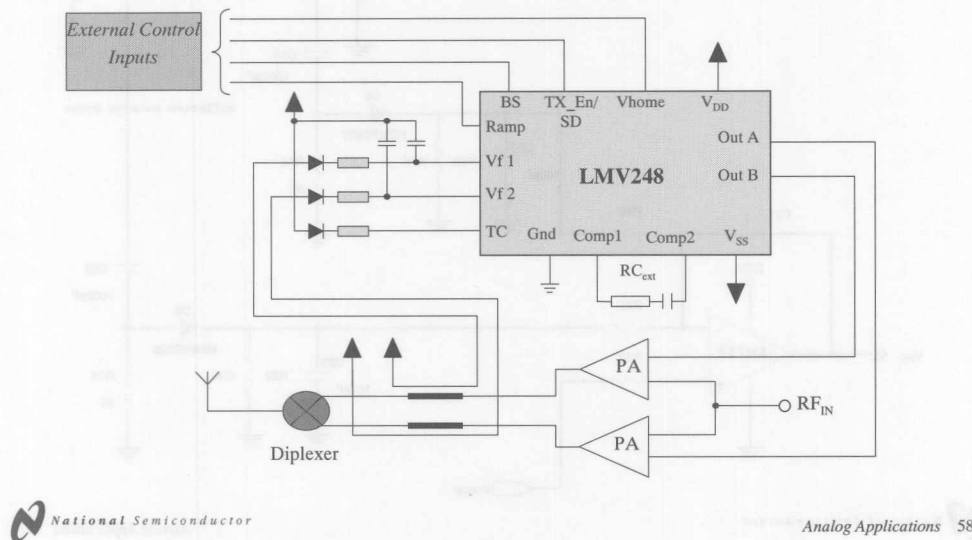 External Control
Inputs
BS
TX_En/
SD
Vhome
VDD
Ramp
Out A
Vf 1
Out B
LMV248
Vf 2
TC
Gnd
Comp1
Comp2
VSS
RCext
PA
RFIN
PA
Diplexer
National Semiconductor
Analog Applications 58